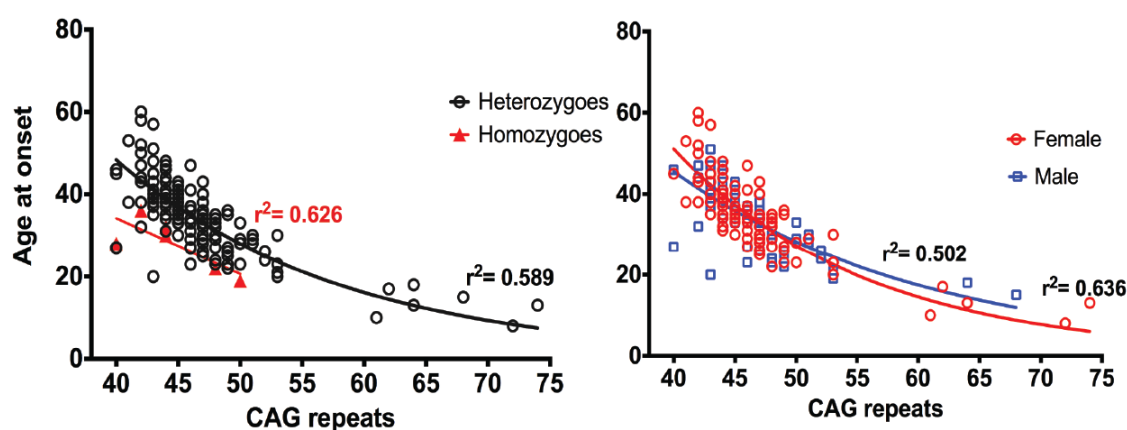 80
60
40
20
0
Age at onset
Heterozygoes
Homozygoes
r²= 0.626
r²= 0.589
40 45 50 55 60 65 70 75
CAG repeats
80
60
40
20
0
Female
Male
r²= 0.502
r²= 0.636
40 45 50 55 60 65 70 75
CAG repeats